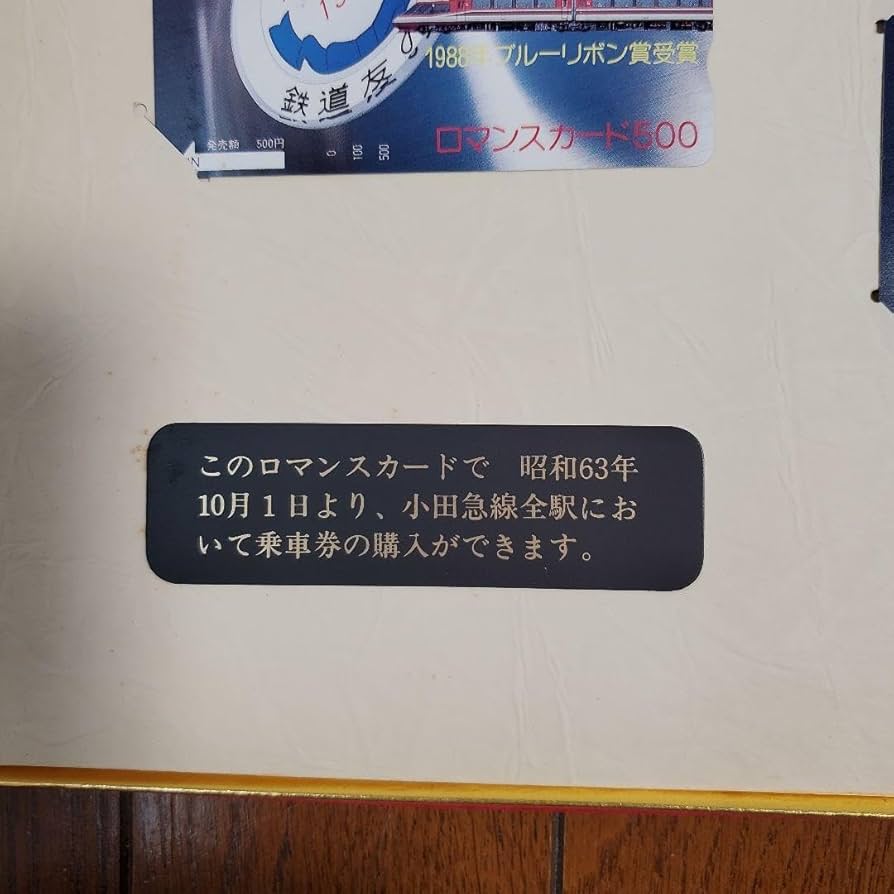 鉄道友
1988年ブルーリボン賞受賞
ロマンスカード500
発売額 500円
0 100 500
このロマンスカードで 昭和63年
10月1日より、小田急線全駅にお
いて乗車券の購入ができます。